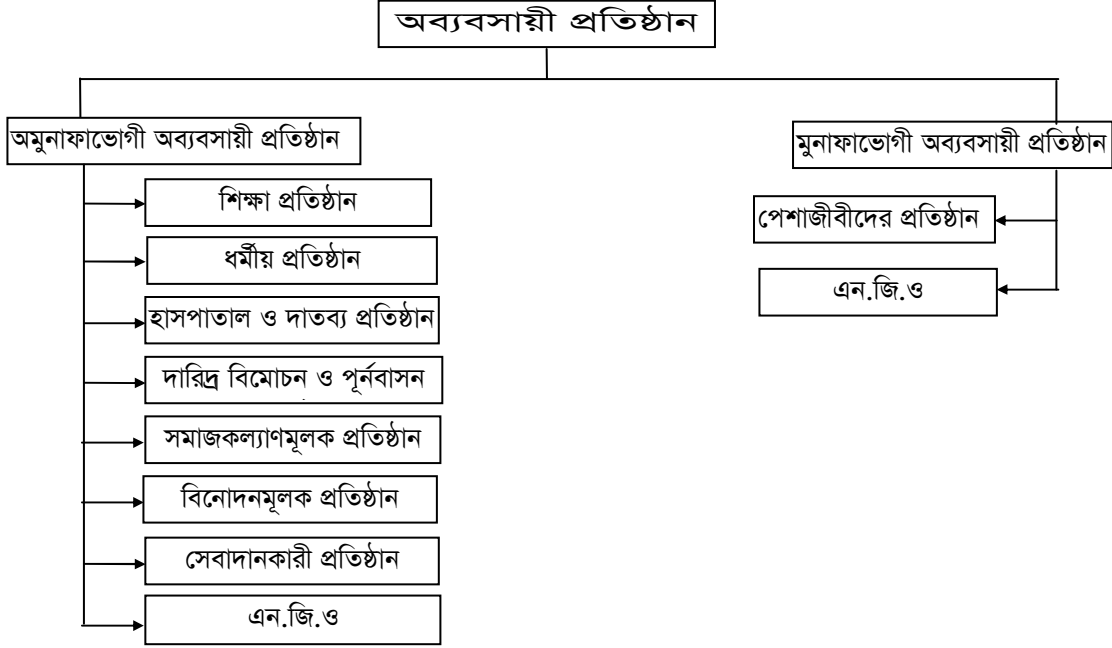 অব্যবসায়ী প্রতিষ্ঠান
অমুনাফাভোগী অব্যবসায়ী প্রতিষ্ঠান
শিক্ষা প্রতিষ্ঠান
ধর্মীয় প্রতিষ্ঠান
হাসপাতাল ও দাতব্য প্রতিষ্ঠান
দারিদ্র বিমোচন ও পূর্নবাসন
সমাজকল্যাণমূলক প্রতিষ্ঠান
বিনোদনমূলক প্রতিষ্ঠান
সেবাদানকারী প্রতিষ্ঠান
এন.জি.ও
মুনাফাভোগী অব্যবসায়ী প্রতিষ্ঠান
পেশাজীবীদের প্রতিষ্ঠান
এন.জি.ও